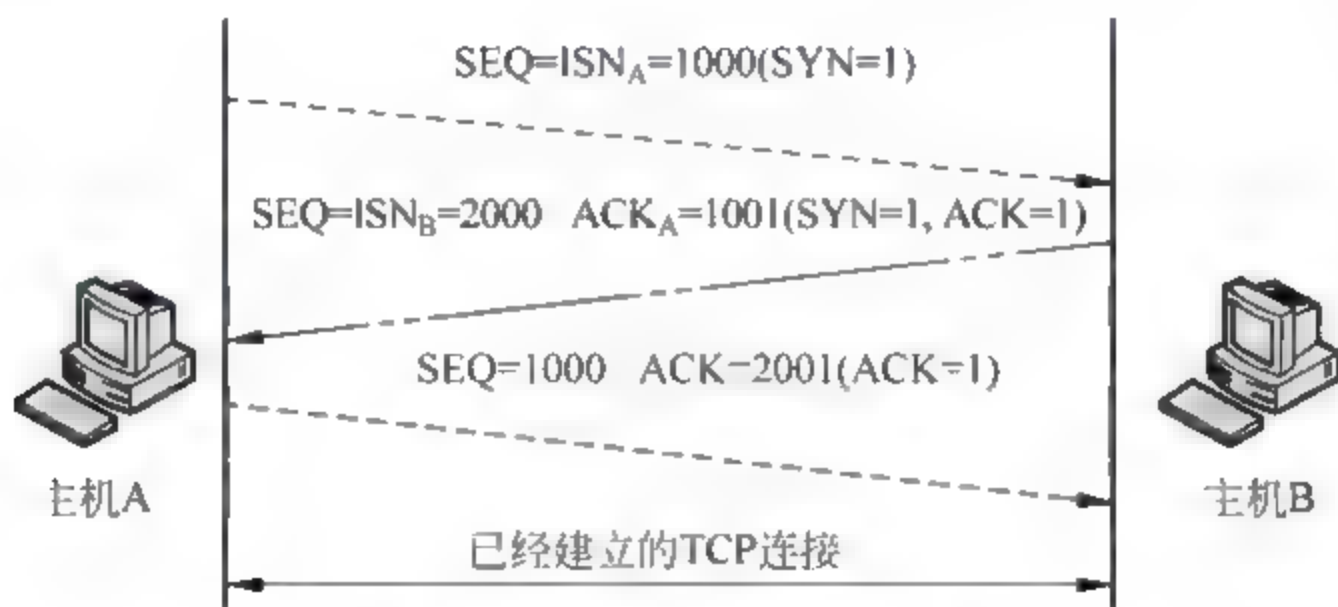 SEQ=ISN_A=1000(SYN=1)
SEQ=ISN_B=2000 ACK_A=1001(SYN=1, ACK=1)
SEQ=1000 ACK=2001(ACK=1)
主机A
主机B
已经建立的TCP连接